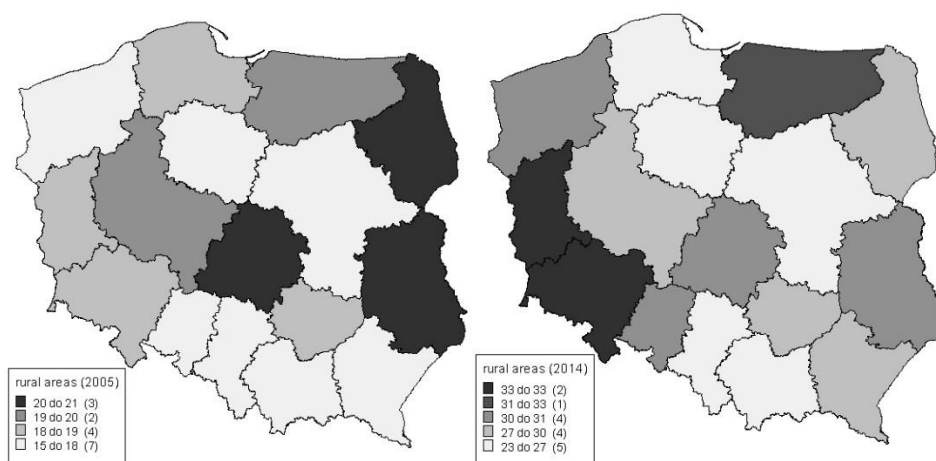 rural areas (2005)
20 do 21 (3)
19 do 20 (2)
18 do 19 (4)
15 do 18 (7)
rural areas (2014)
33 do 33 (2)
31 do 33 (1)
30 do 31 (4)
27 do 30 (4)
23 do 27 (5)